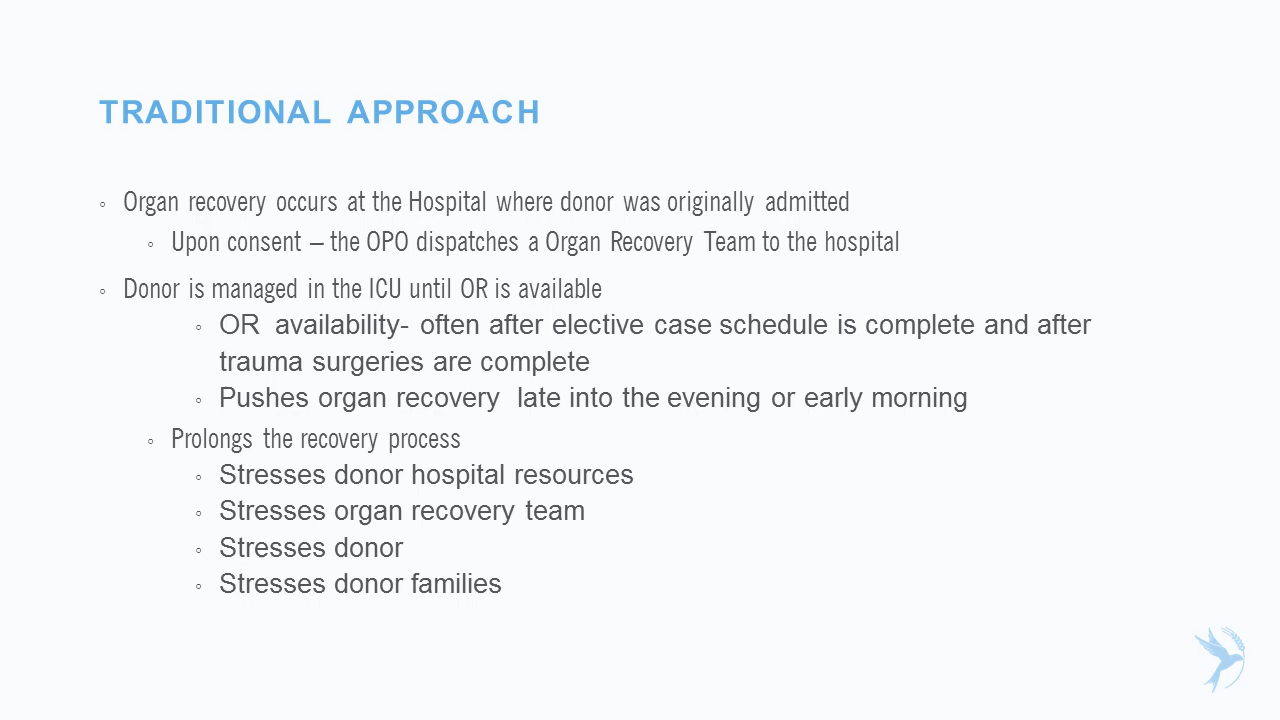 TRADITIONAL APPROACH
◦ Organ recovery occurs at the Hospital where donor was originally admitted
◦ Upon consent – the OPO dispatches a Organ Recovery Team to the hospital
◦ Donor is managed in the ICU until OR is available
◦ OR availability- often after elective case schedule is complete and after
trauma surgeries are complete
◦ Pushes organ recovery late into the evening or early morning
◦ Prolongs the recovery process
◦ Stresses donor hospital resources
◦ Stresses organ recovery team
◦ Stresses donor
◦ Stresses donor families